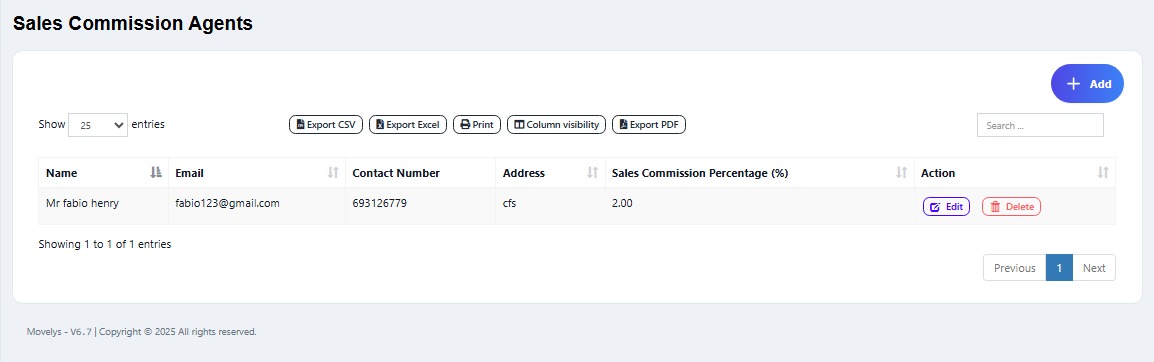 Sales Commission Agents
Add
Show 25 entries
Export CSV Export Excel Print Column visibility Export PDF
Search ...
Name Email Contact Number Address Sales Commission Percentage (%) Action
Mr fabio henry fabio123@gmail.com 693126779 cfs 2.00 Edit Delete
Showing 1 to 1 of 1 entries
Previous 1 Next
Movelys - V6.7 | Copyright © 2025 All rights reserved.